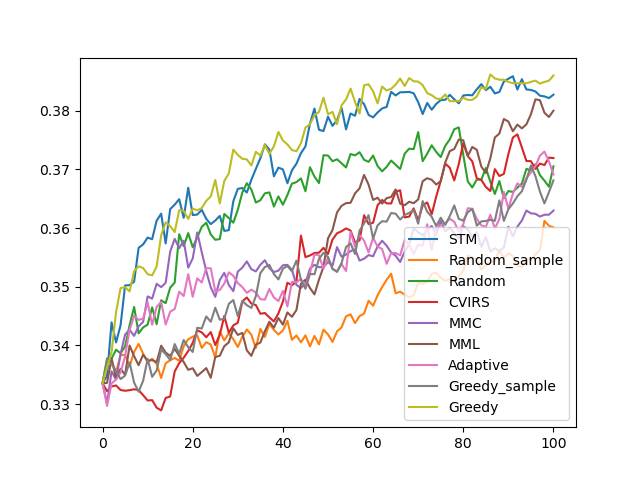 0.38
0.37
0.36
0.35
0.34
0.33
0
20
40
60
80
100
STM
Random_sample
Random
CVIRS
MMC
MML
Adaptive
Greedy_sample
Greedy